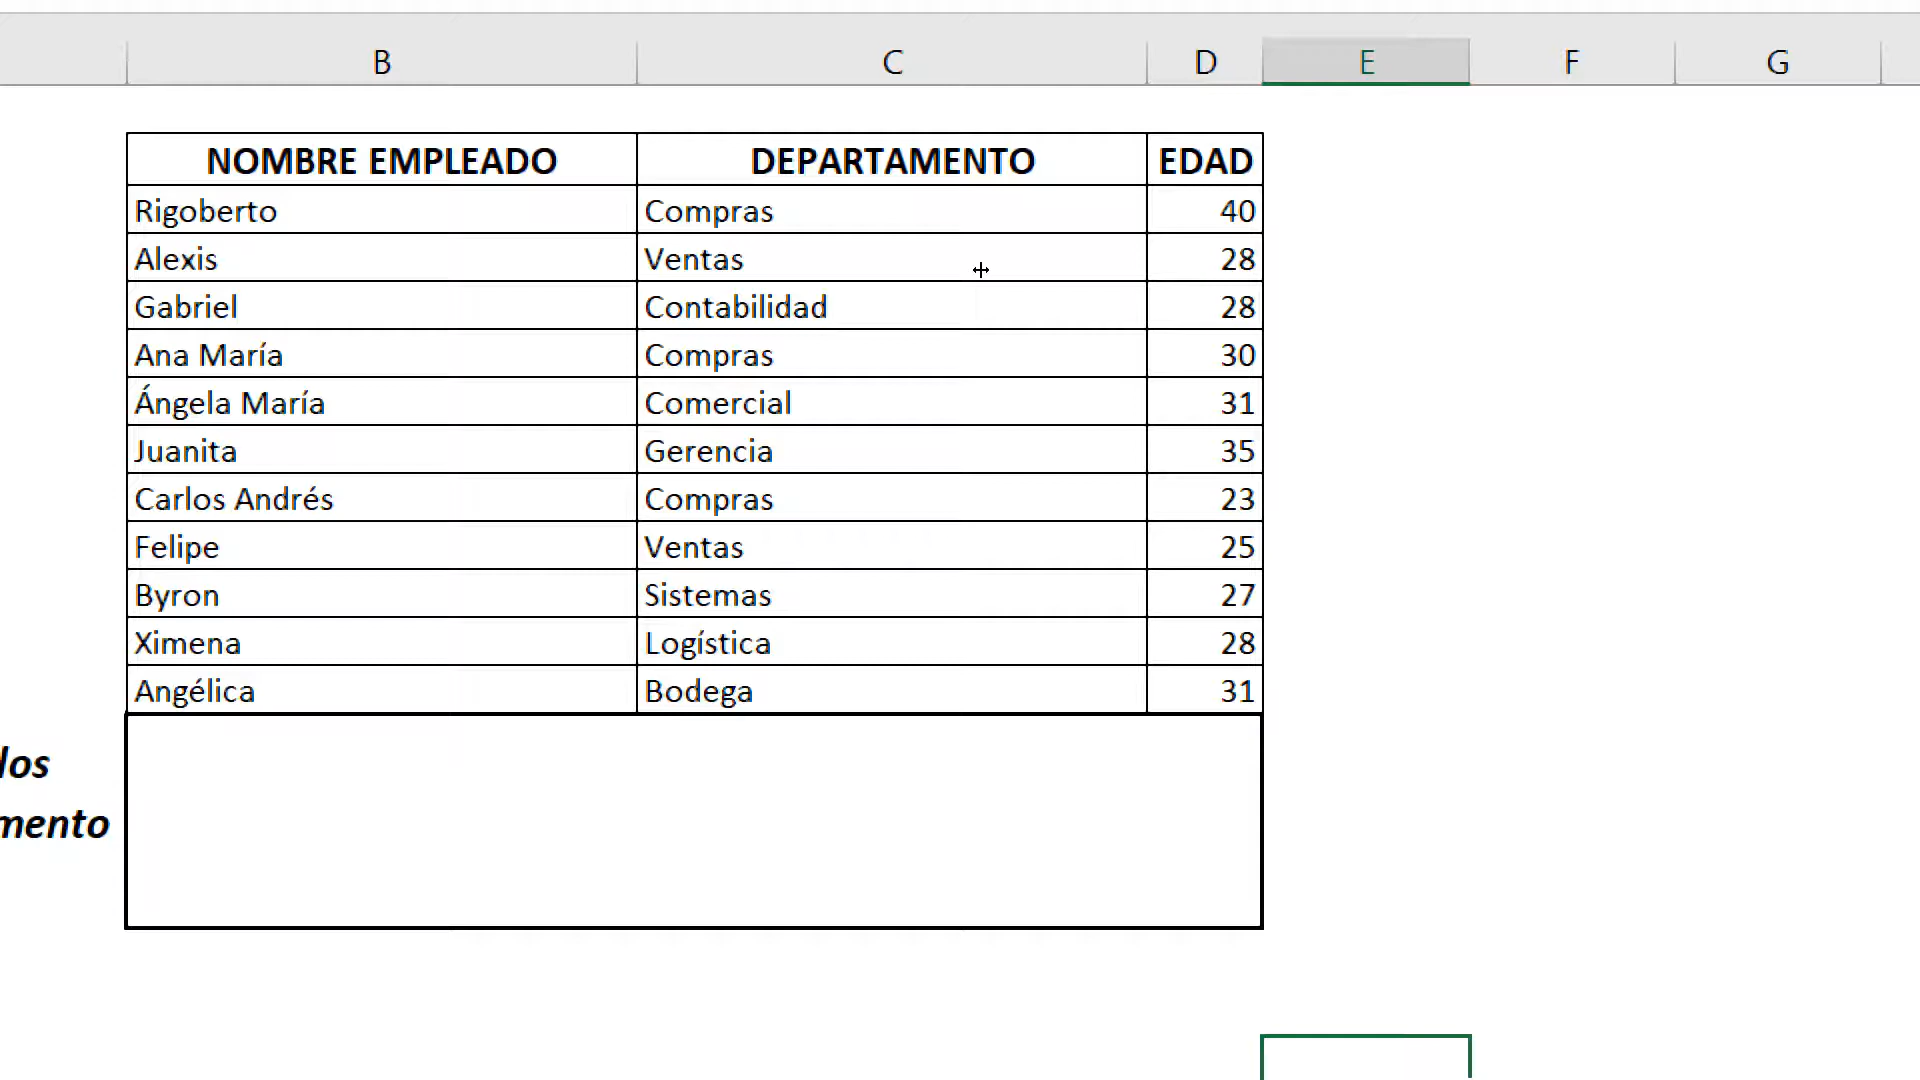 B C D E F G
NOMBRE EMPLEADO DEPARTAMENTO EDAD
Rigoberto Compras 40
Alexis Ventas 28
Gabriel Contabilidad 28
Ana María Compras 30
Ángela María Comercial 31
Juanita Gerencia 35
Carlos Andrés Compras 23
Felipe Ventas 25
Byron Sistemas 27
Ximena Logística 28
Angélica Bodega 31
los
mento